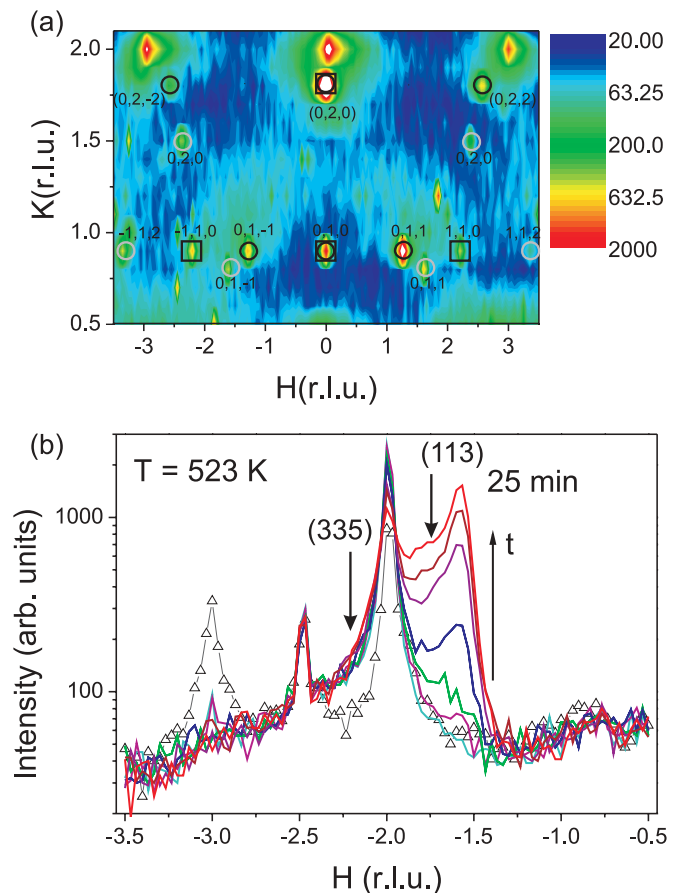 (a)
2.0
1.5
1.0
0.5
K(r.l.u.)
(0,2,-2)
(0,2,0)
(0,2,2)
0,2,0
0,2,0
-1,1,2
-1,1,0
0,1,-1
0,1,0
0,1,1
1,1,0
1,1,2
0,1,-1
0,1,1
-3 -2 -1 0 1 2 3
H(r.l.u.)
20.00
63.25
200.0
632.5
2000
(b)
T = 523 K
(335)
(113)
25 min
t
1000
100
Intensity (arb. units)
-3.5 -3.0 -2.5 -2.0 -1.5 -1.0 -0.5
H (r.l.u.)